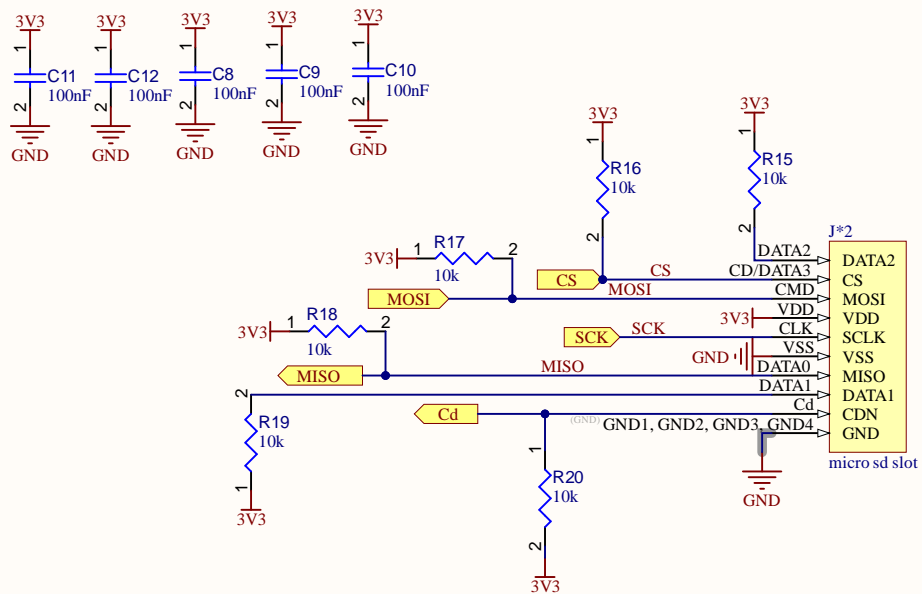 3V3 3V3 3V3 3V3 3V3
1 1 1 1 1
C11 C12 C8 C9 C10
100nF 100nF 100nF 100nF 100nF
2 2 2 2 2
GND GND GND GND GND
3V3
1
R16
10k
2
3V3
1
R15
10k
2
J*2
DATA2 DATA2
3V3 1 R17 2
10k
CS CS CD/DATA3 CS
MOSI MOSI CMD MOSI
3V3 VDD VDD
3V3 1 R18 2
10k
SCK SCK CLK SCLK
GND VSS VSS
MISO MISO DATA0 MISO
DATA1 DATA1
2
R19
10k
1
3V3
Cd Cd CDN
(GND) GND1, GND2, GND3, GND4 GND
micro sd slot
GND
1
R20
10k
2
3V3